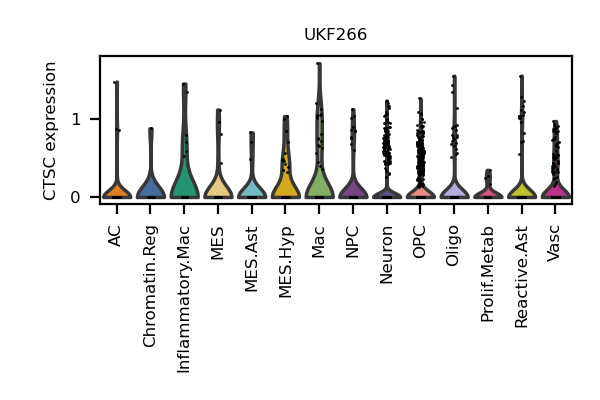 UKF266
CTSC expression
1
0
AC
Chromatin.Reg
Inflammatory.Mac
MES
MES.Ast
MES.Hyp
Mac
NPC
Neuron
OPC
Oligo
Prolif.Metab
Reactive.Ast
Vasc